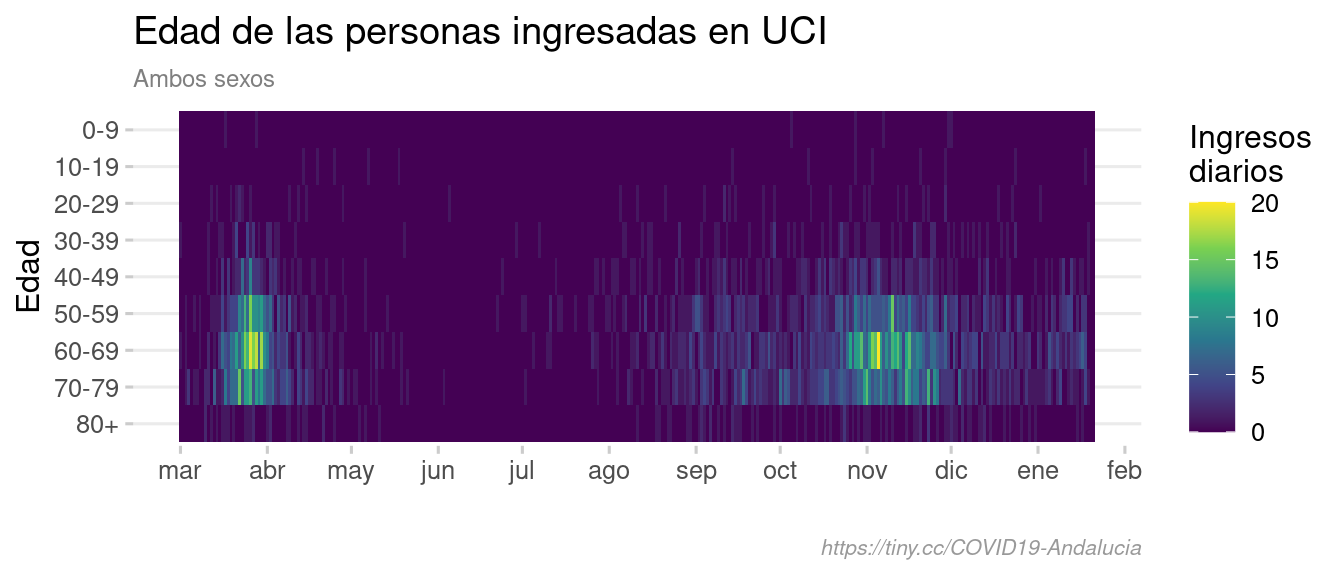 Edad de las personas ingresadas en UCI
Ambos sexos
Edad
0-9
10-19
20-29
30-39
40-49
50-59
60-69
70-79
80+
mar abr may jun jul ago sep oct nov dic ene feb
Ingresos
diarios
20
15
10
5
0
https://tiny.cc/COVID19-Andalucia